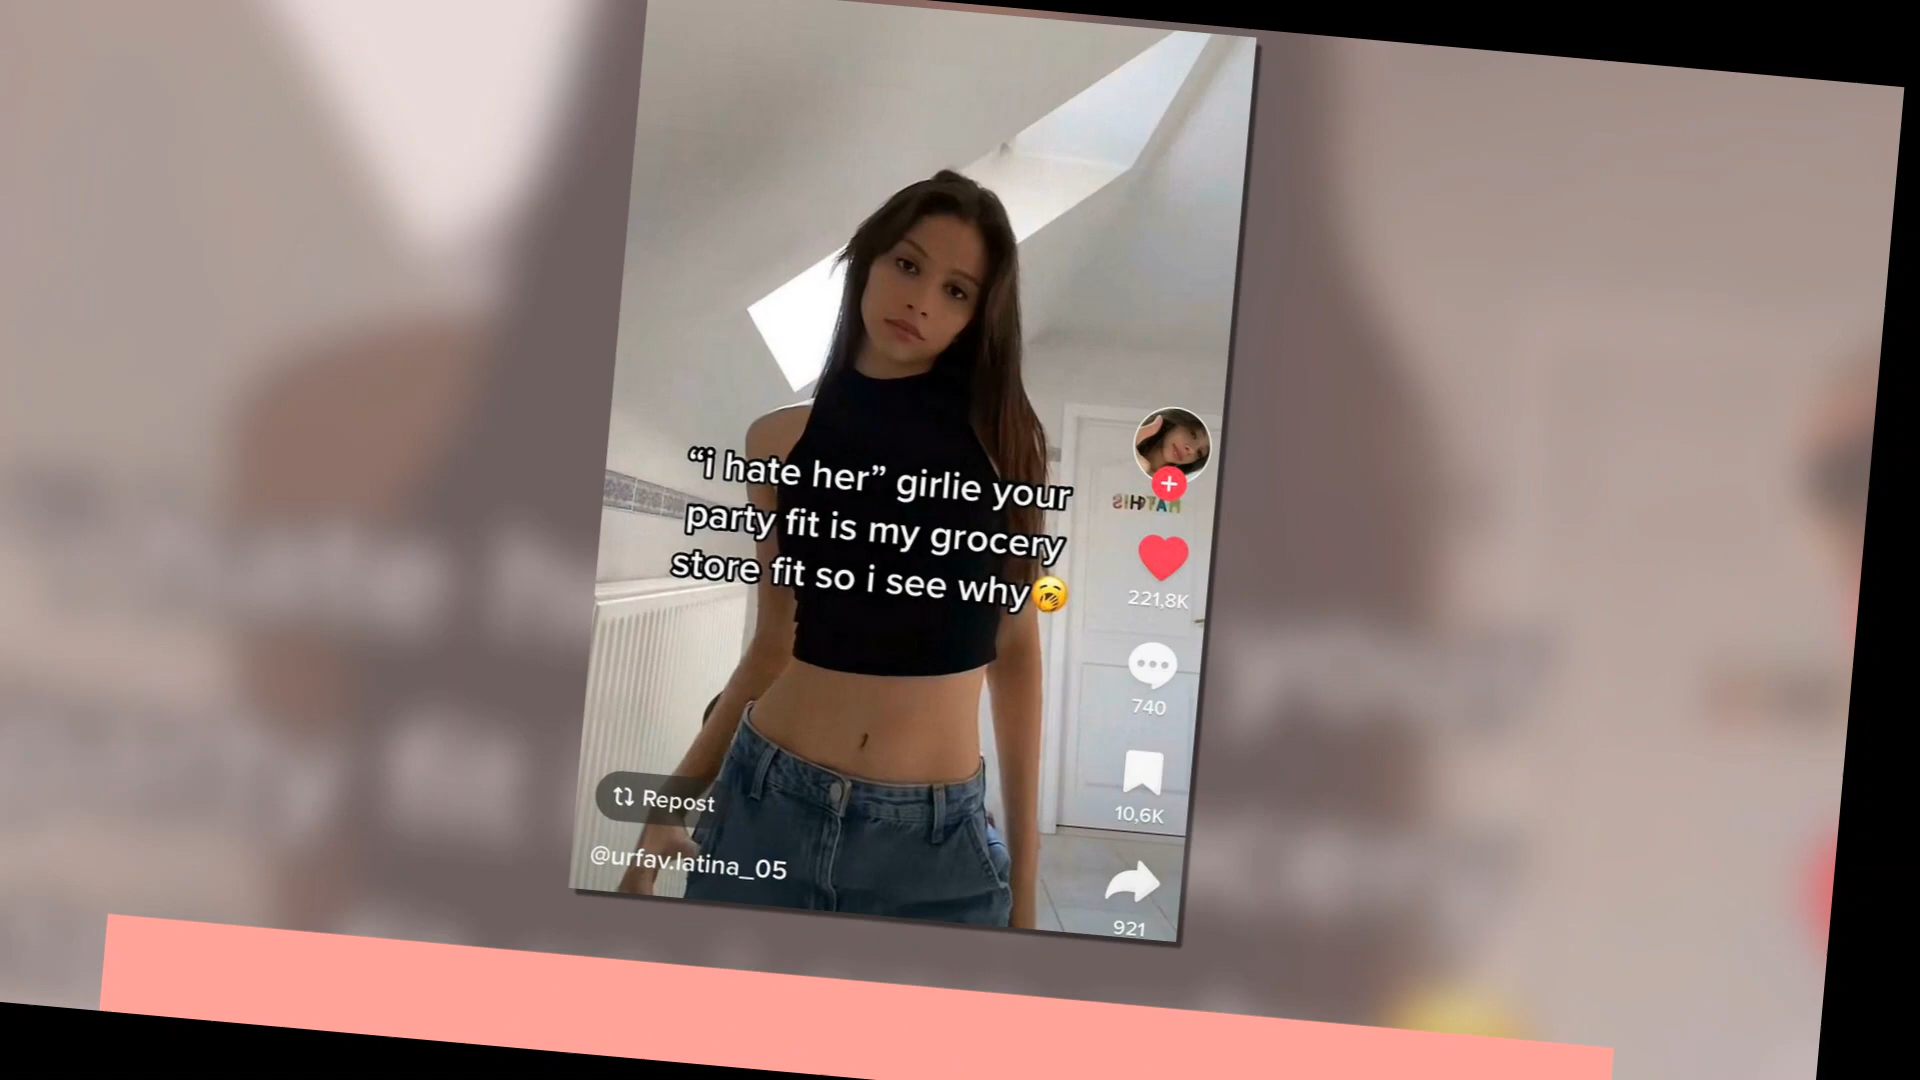 “i hate her” girlie your
party fit is my grocery
store fit so i see why🥱
MATHIS
221,8K
740
10,6K
921
Repost
@urfav.latina_05